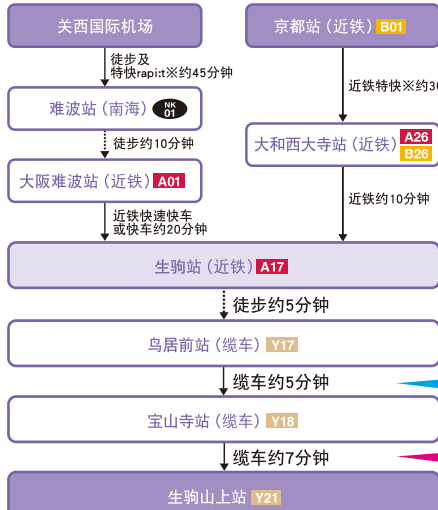 关西国际机场
京都站（近铁） B01
徒步及
特快rapi:t※约45分钟
近铁特快※约30
难波站（南海） NK 01
徒步约10分钟
大和西大寺站（近铁） A26 B26
大阪难波站（近铁） A01
近铁快速快车
或快车约20分钟
近铁约10分钟
生驹站（近铁） A17
徒步约5分钟
鸟居前站（缆车） Y17
缆车约5分钟
宝山寺站（缆车） Y18
缆车约7分钟
生驹山上站 Y21